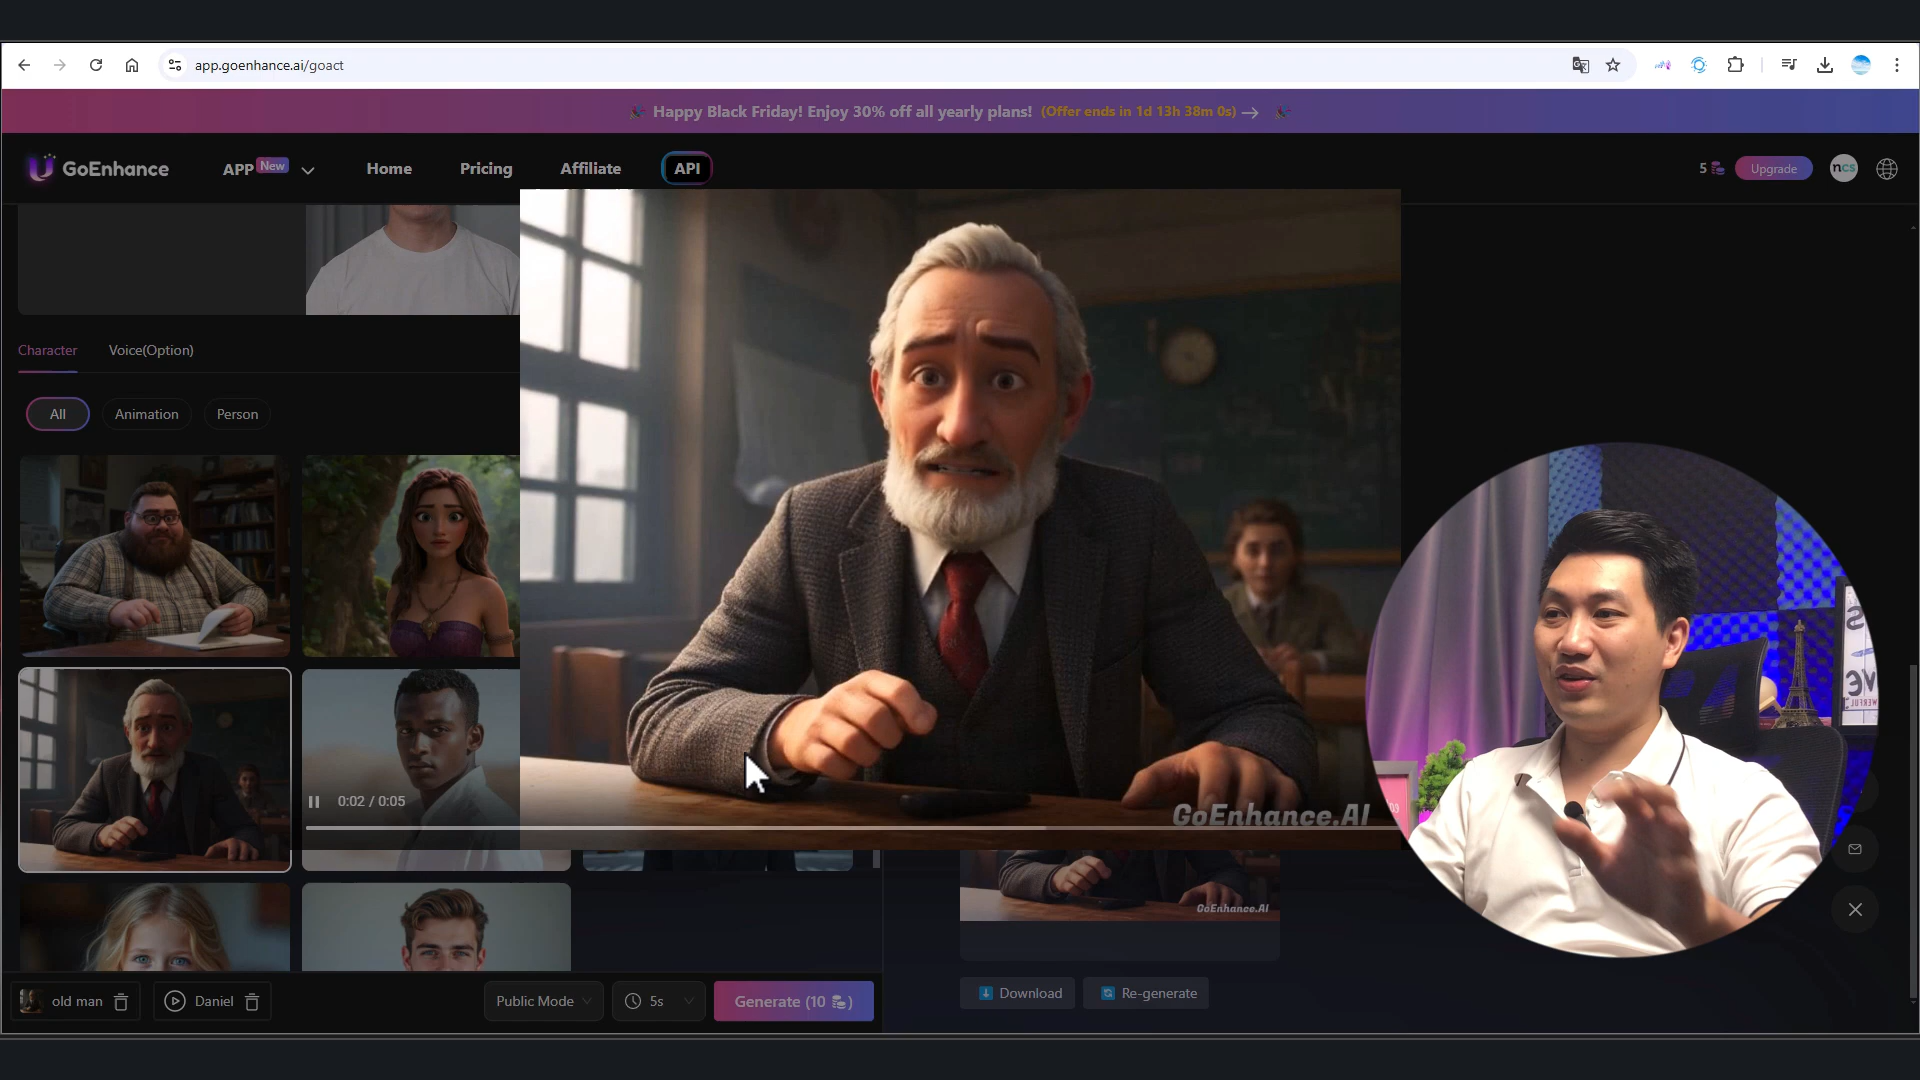 app.goenhance.ai/goact
Happy Black Friday! Enjoy 30% off all yearly plans! (Offer ends in 1d 13h 38m 0s) →
GoEnhance
APP New
Home
Pricing
Affiliate
API
5
Upgrade
ncs
Character
Voice(Option)
All
Animation
Person
0:02 / 0:05
GoEnhance.AI
GoEnhance.AI
old man
Daniel
Public Mode
5s
Generate (10 )
Download
Re-generate